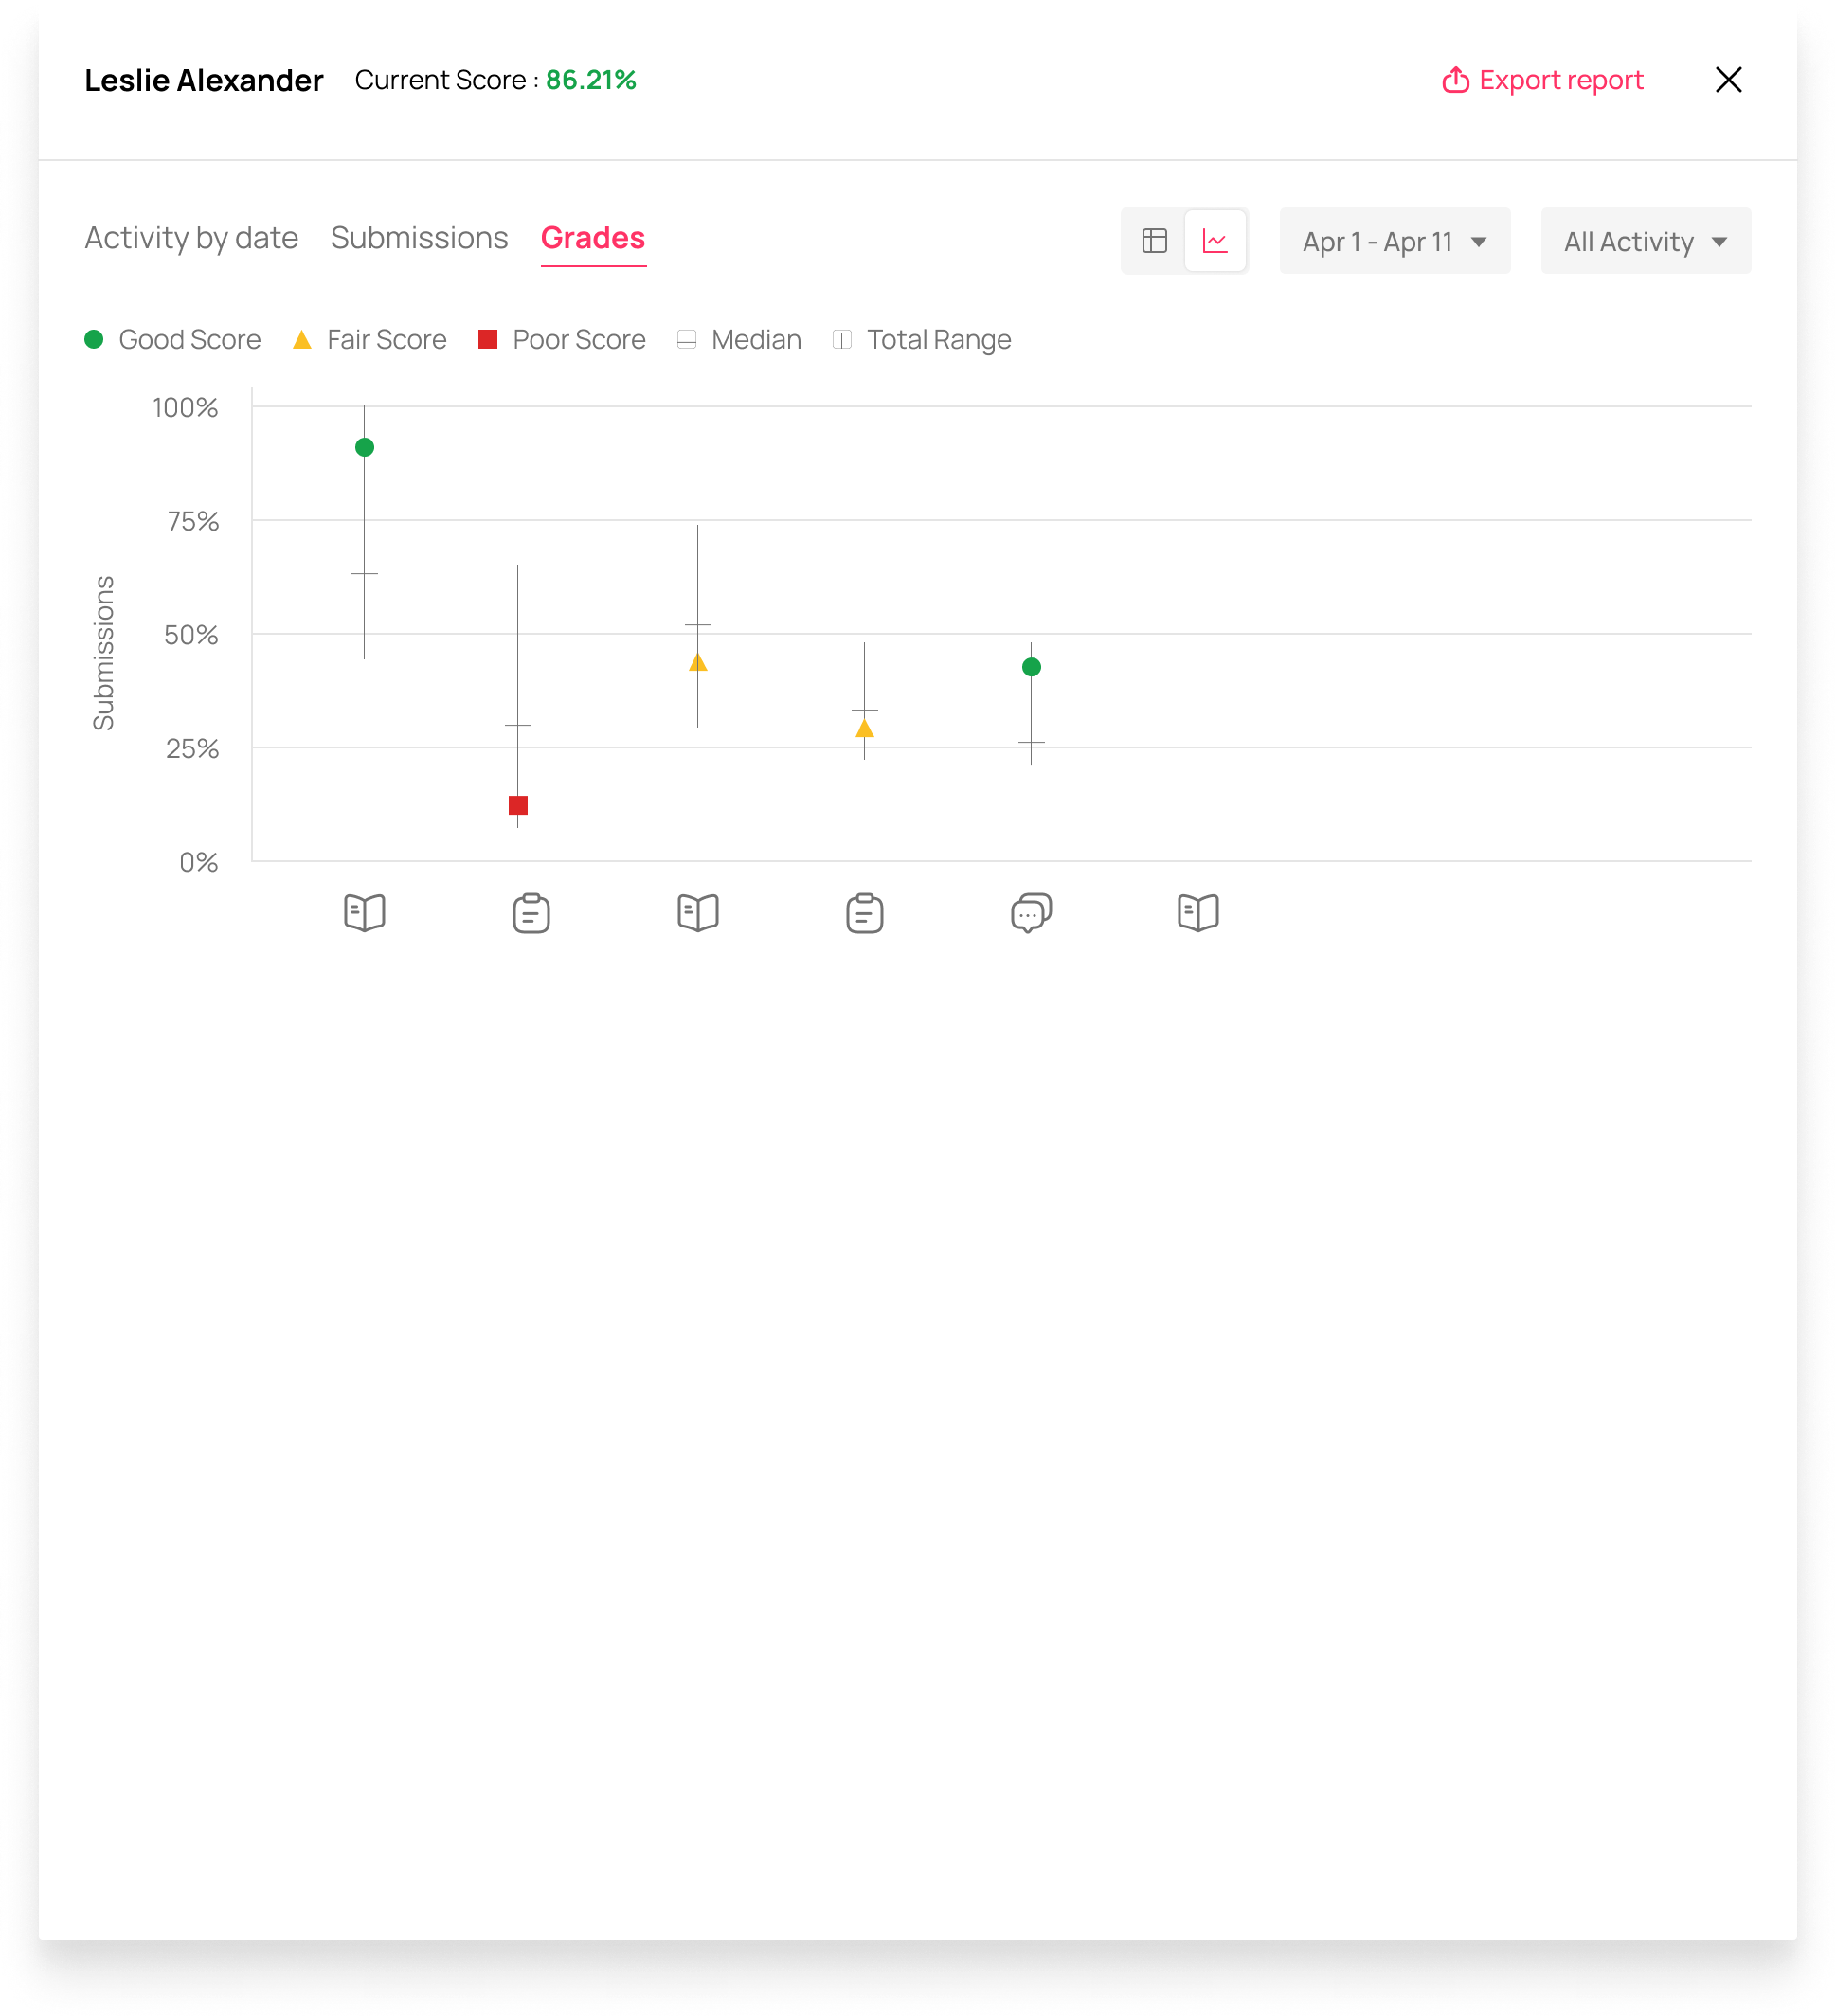 Leslie Alexander Current Score : 86.21% Export report
Activity by date Submissions Grades Apr 1 - Apr 11 All Activity
Good Score Fair Score Poor Score Median Total Range
100%
75%
50%
25%
0%
Submissions